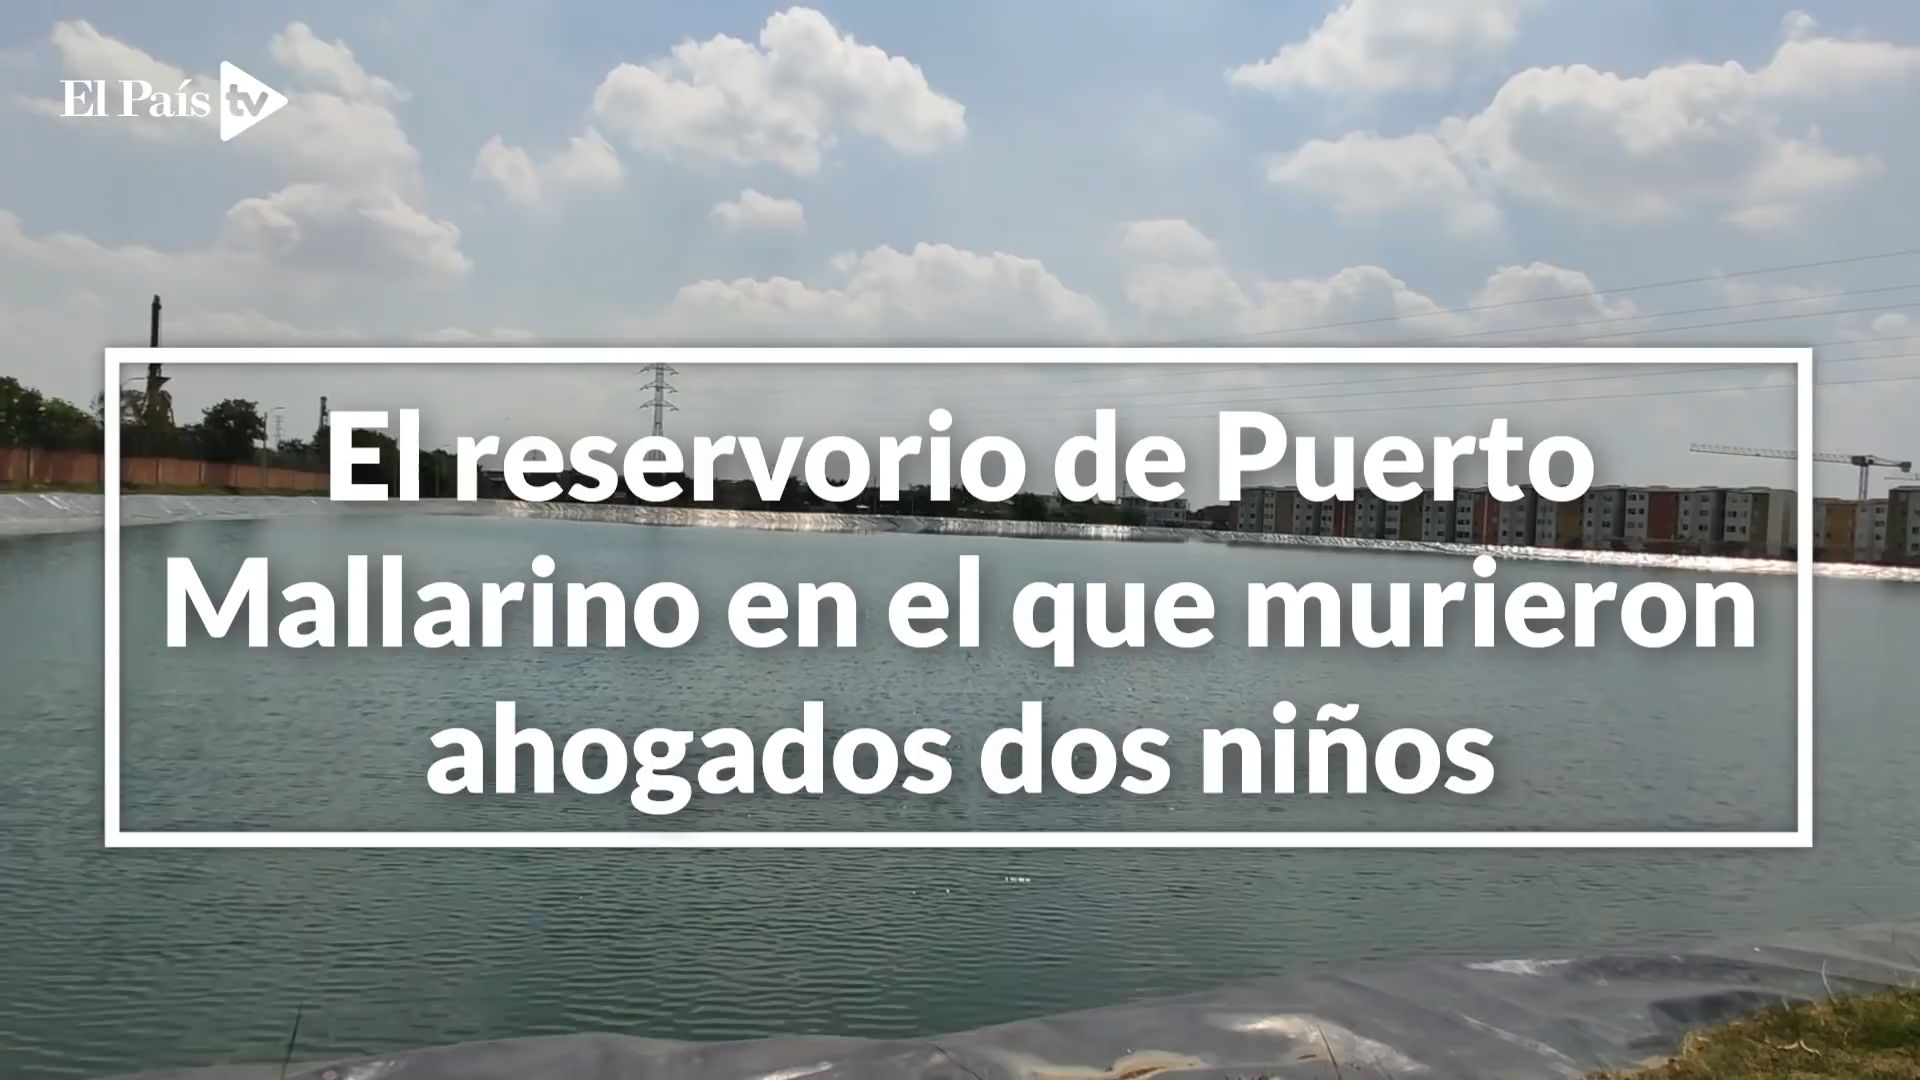 El País tv
El reservorio de Puerto
Mallarino en el que murieron
ahogados dos niños